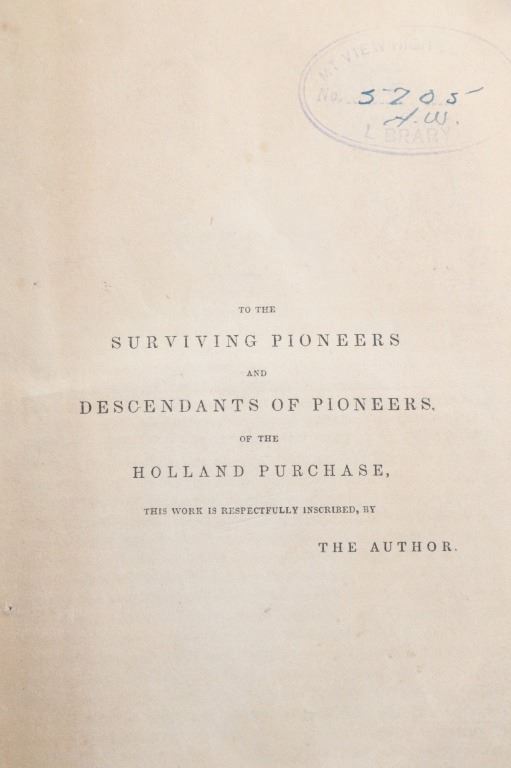 MT VIEW HIGH
No. 5205
H.W.
LIBRARY
TO THE
SURVIVING PIONEERS
AND
DESCENDANTS OF PIONEERS,
OF THE
HOLLAND PURCHASE,
THIS WORK IS RESPECTFULLY INSCRIBED, BY
THE AUTHOR.